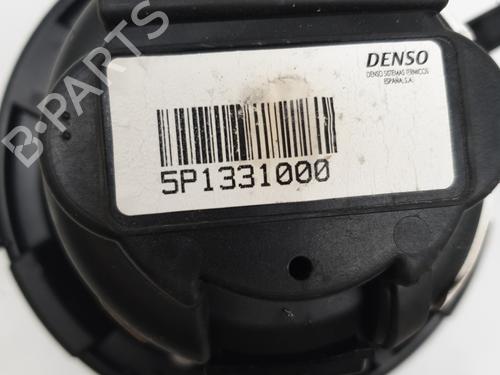 DENSO
DENSO SISTEMAS TERMICOS
ESPAÑA, S.A.
5P1331000
B-PARTS